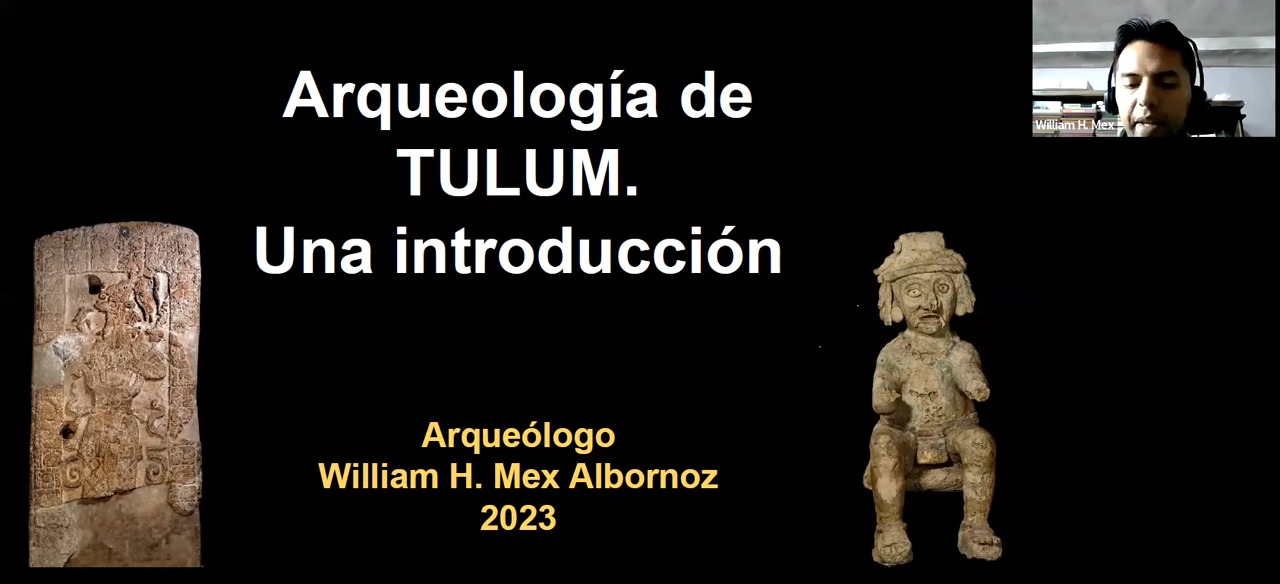 Arqueología de
TULUM.
Una introducción
Arqueólogo
William H. Mex Albornoz
2023
William H. Mex